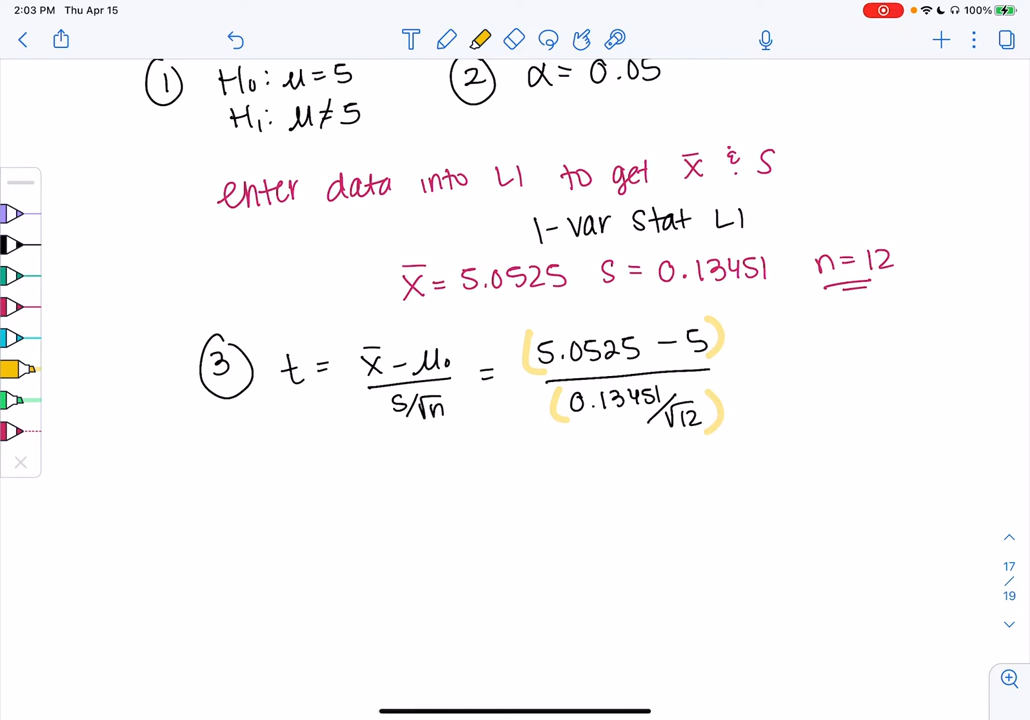 2:03 PM Thu Apr 15
100%
T
① H₀: μ = 5
② α = 0.05
H₁: μ ≠ 5
enter data into L1 to get x̄ & S
1-var Stat L1
x̄ = 5.0525 S = 0.13451 n = 12
③ t = (x̄ - μ₀)/(S/√n) = (5.0525 - 5)/(0.13451/√12)
17
/
19